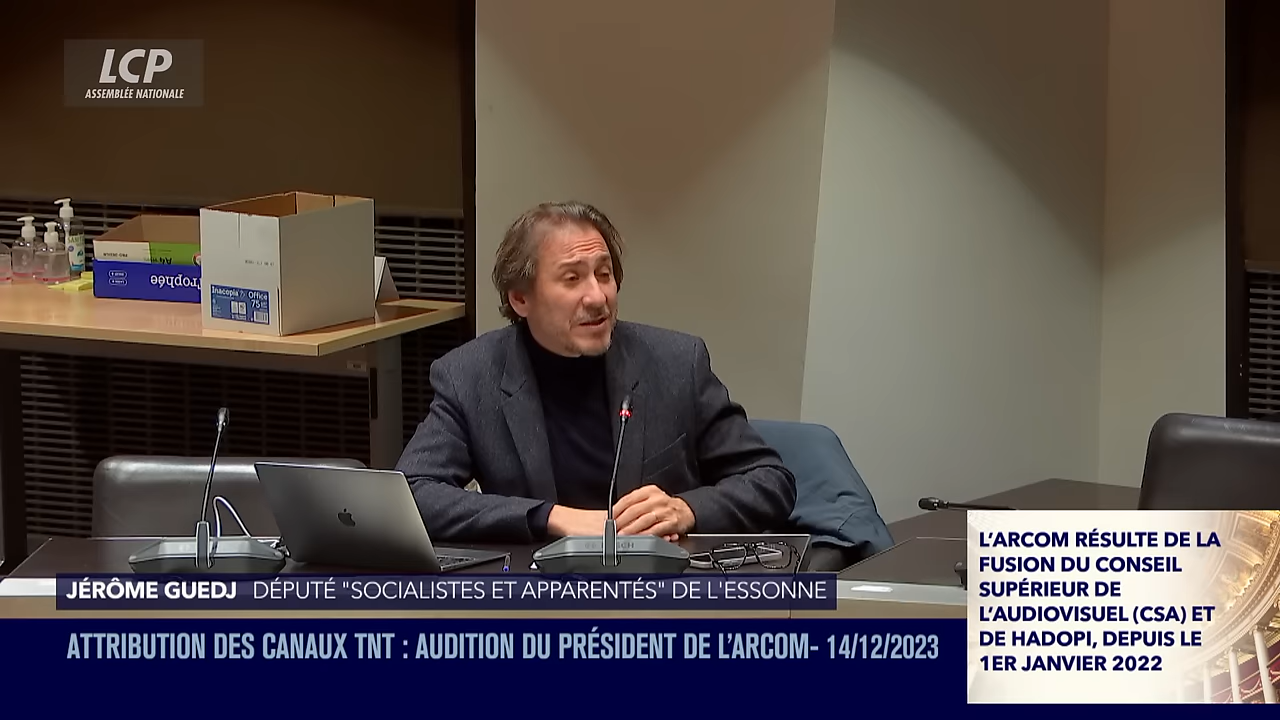 LCP
ASSEMBLÉE NATIONALE
Trophée
Inacopia Office
75
JÉRÔME GUEDJ DÉPUTÉ "SOCIALISTES ET APPARENTÉS" DE L'ESSONNE
ATTRIBUTION DES CANAUX TNT : AUDITION DU PRÉSIDENT DE L'ARCOM- 14/12/2023
L'ARCOM RÉSULTE DE LA
FUSION DU CONSEIL
SUPÉRIEUR DE
L'AUDIOVISUEL (CSA) ET
DE HADOPI, DEPUIS LE
1ER JANVIER 2022